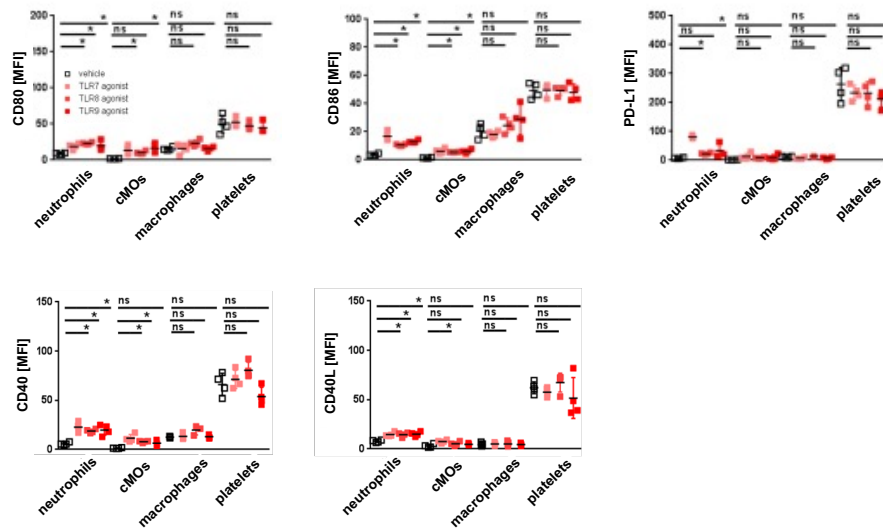 200
150
100
50
0
CD80 [MFI]
* * ns ns
* ns ns ns
* * ns ns
vehicle
TLR7 agonist
TLR8 agonist
TLR9 agonist
neutrophils
cMOs
macrophages
platelets
100
80
60
40
20
0
CD86 [MFI]
* * ns ns
* * ns ns
* * ns ns
neutrophils
cMOs
macrophages
platelets
500
400
300
200
100
0
PD-L1 [MFI]
* ns ns ns
ns ns ns ns
* ns ns ns
neutrophils
cMOs
macrophages
platelets
150
100
50
0
CD40 [MFI]
* ns ns ns
* * ns ns
* * ns ns
neutrophils
cMOs
macrophages
platelets
150
100
50
0
CD40L [MFI]
* ns ns ns
* ns ns ns
* * ns ns
neutrophils
cMOs
macrophages
platelets